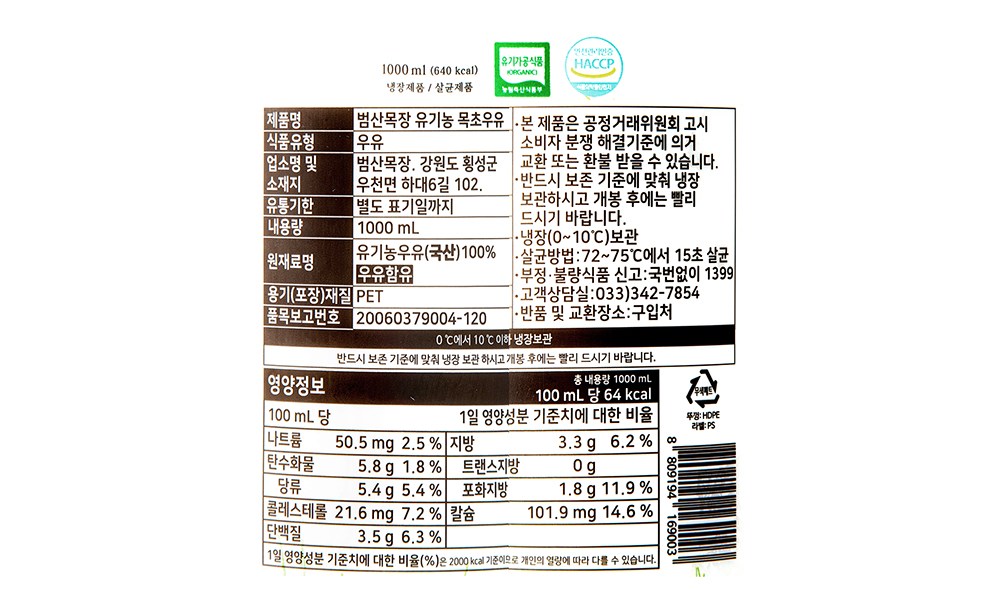 1000 ml (640 kcal)
냉장제품 / 살균제품
유기가공식품
(ORGANIC)
농림축산식품부
안전관리인증
HACCP
제품명 범산목장 유기농 목초우유
식품유형 우유
업소명 및 범산목장. 강원도 횡성군
소재지 우천면 하대6길 102.
유통기한 별도 표기일까지
내용량 1000 mL
원재료명 유기농우유(국산)100%
우유함유
용기(포장)재질 PET
품목보고번호 20060379004-120
·본 제품은 공정거래위원회 고시
소비자 분쟁 해결기준에 의거
교환 또는 환불 받을 수 있습니다.
·반드시 보존 기준에 맞춰 냉장
보관하시고 개봉 후에는 빨리
드시기 바랍니다.
·냉장(0~10℃)보관
·살균방법:72~75℃에서 15초 살균
·부정·불량식품 신고:국번없이 1399
·고객상담실:033)342-7854
·반품 및 교환장소:구입처
0 ℃에서 10 ℃ 이하 냉장보관
반드시 보존 기준에 맞춰 냉장 보관 하시고 개봉 후에는 빨리 드시기 바랍니다.
영양정보
총 내용량 1000 mL
100 mL 당 64 kcal
100 mL 당 1일 영양성분 기준치에 대한 비율
나트륨 50.5 mg 2.5 % 지방 3.3 g 6.2 %
탄수화물 5.8 g 1.8 % 트랜스지방 0 g
당류 5.4 g 5.4 % 포화지방 1.8 g 11.9 %
콜레스테롤 21.6 mg 7.2 % 칼슘 101.9 mg 14.6 %
단백질 3.5 g 6.3 %
1일 영양성분 기준치에 대한 비율(%)은 2000 kcal 기준이므로 개인의 열량에 따라 다를 수 있습니다.
무색페트
뚜껑: HDPE
라벨: PS
8 809194 169003